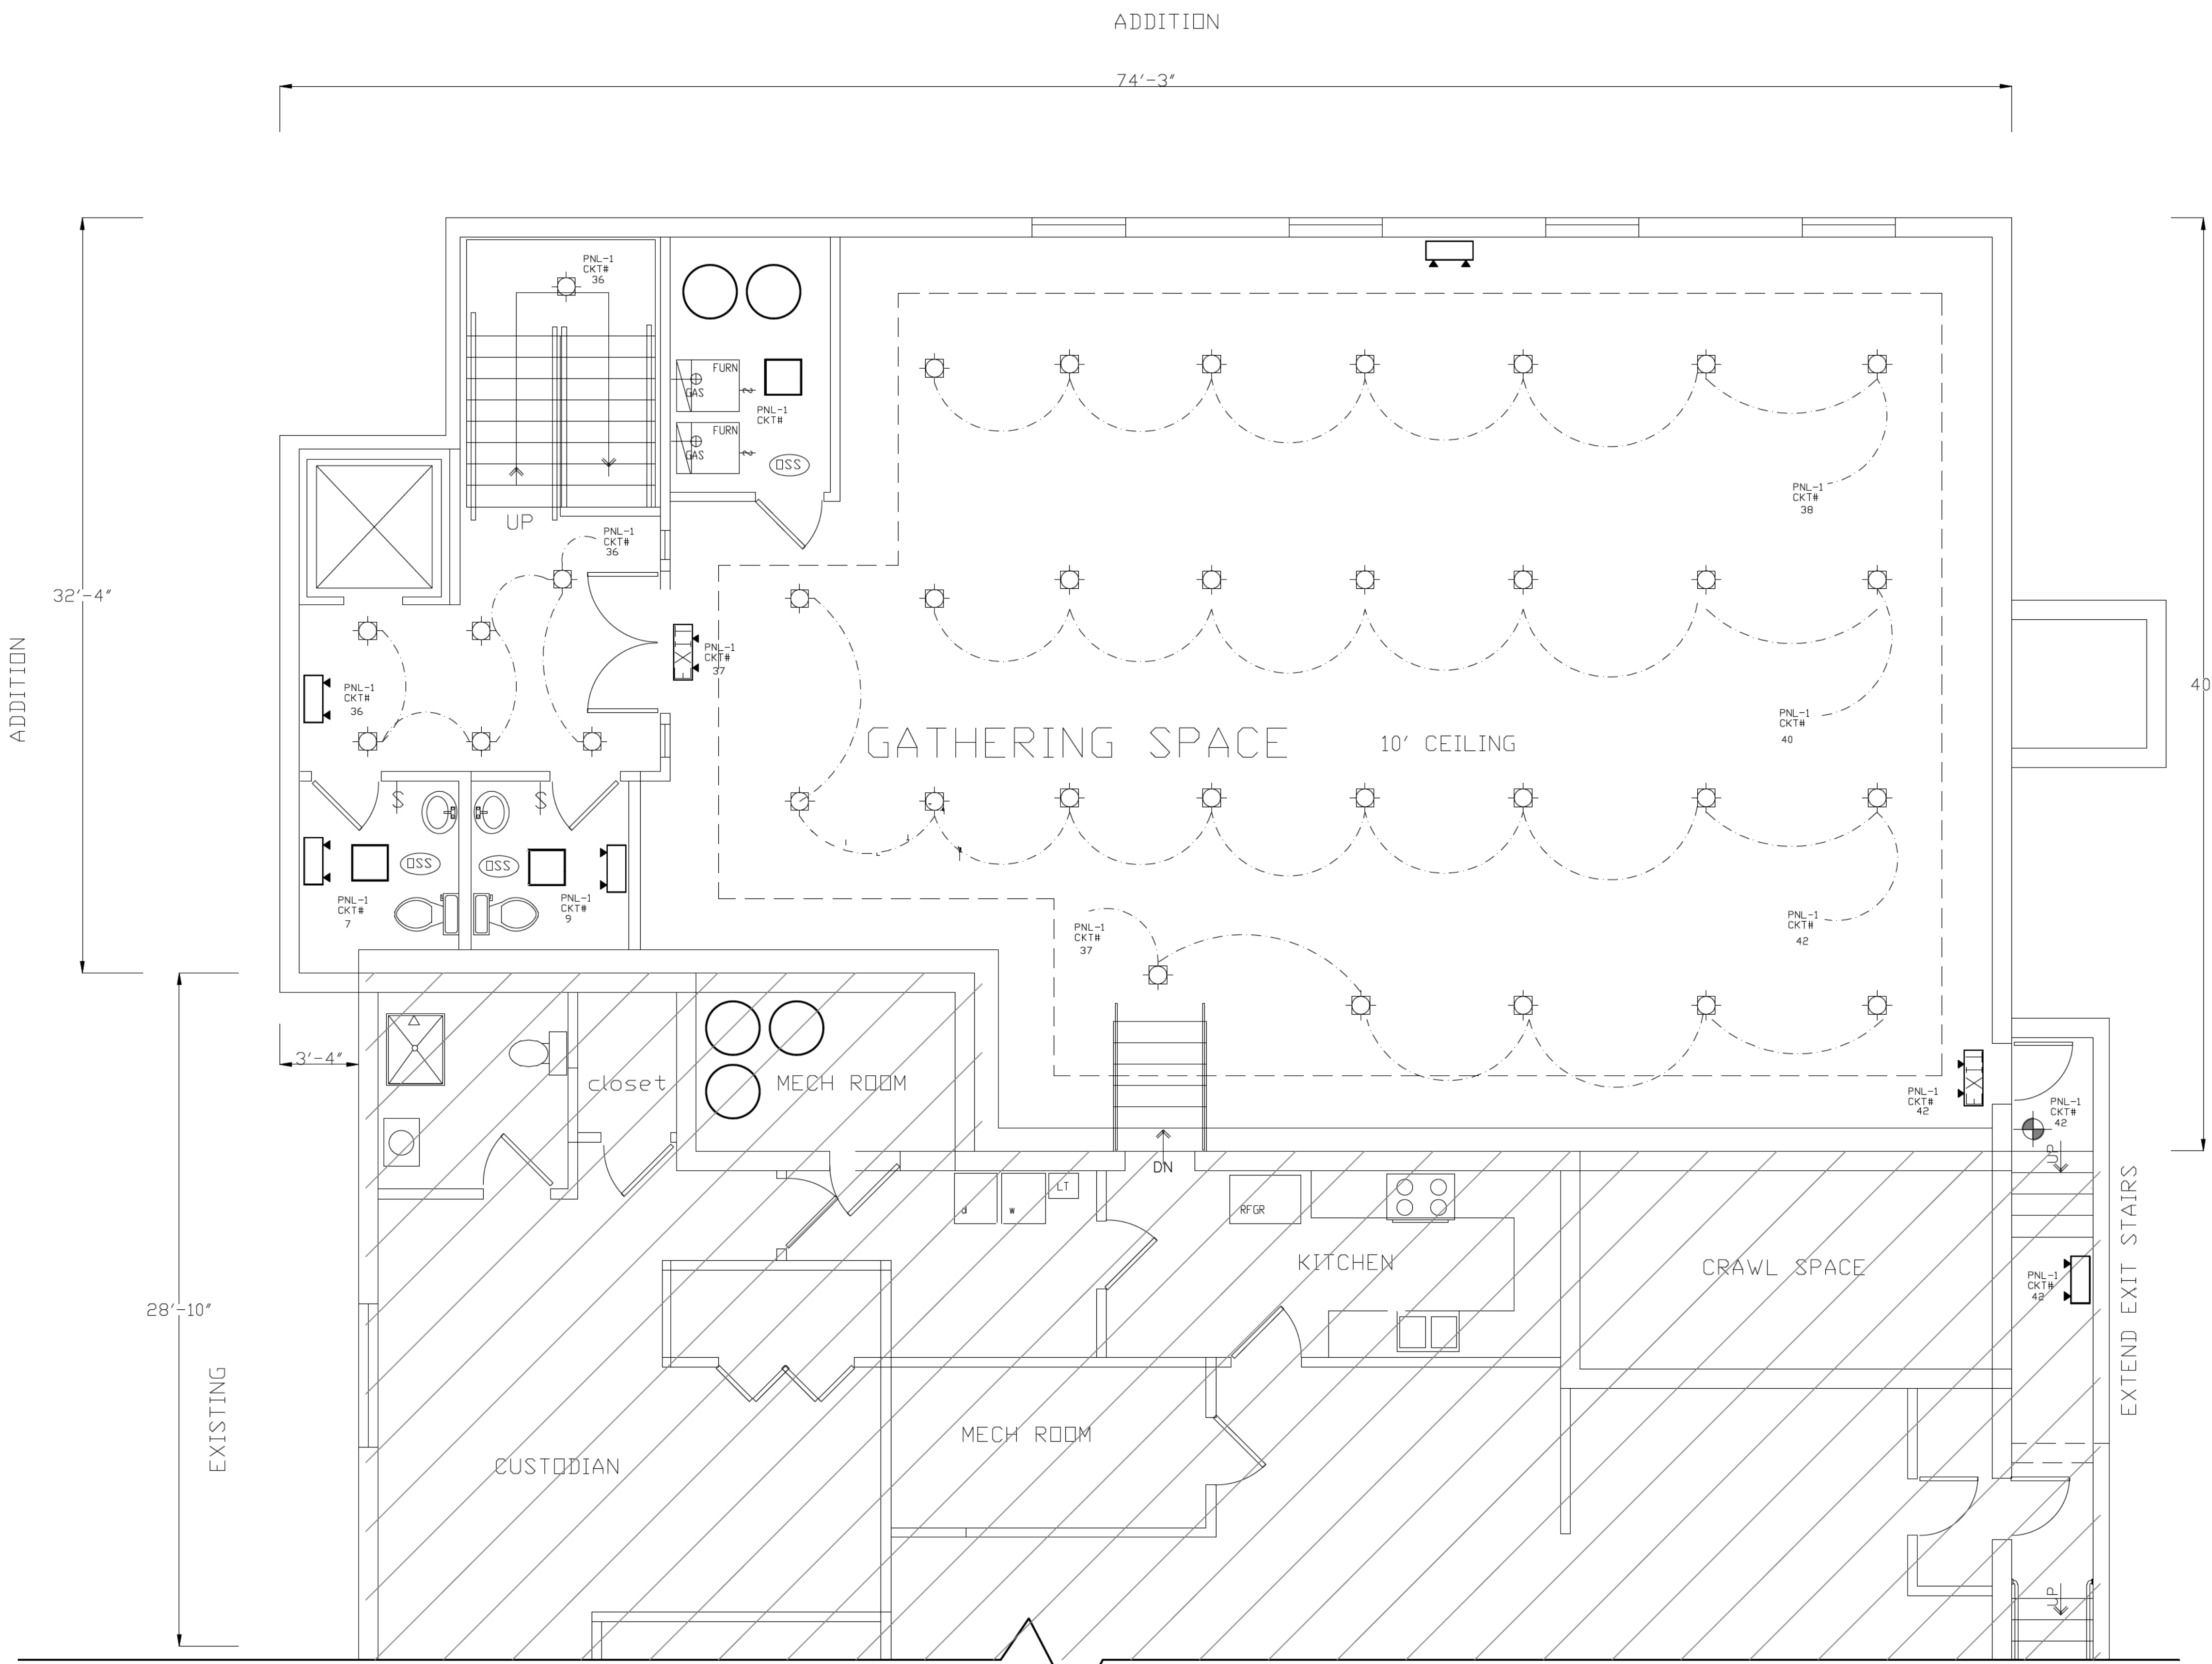 ADDITION
74'-3"
PNL-1
CKT#
36
FURN
GAS
PNL-1
CKT#
FURN
GAS
OSS
PNL-1
CKT#
38
UP
PNL-1
CKT#
36
32'-4"
ADDITION
PNL-1
CKT#
37
PNL-1
CKT#
36
40
PNL-1
CKT#
40
GATHERING SPACE
10' CEILING
$
$
OSS
OSS
PNL-1
CKT#
7
PNL-1
CKT#
9
PNL-1
CKT#
37
PNL-1
CKT#
42
3'-4"
closet
MECH ROOM
PNL-1
CKT#
42
PNL-1
CKT#
42
UP
DN
d
w
LT
RFGR
KITCHEN
CRAWL SPACE
PNL-1
CKT#
42
EXTEND EXIT STAIRS
28'-10"
EXISTING
MECH ROOM
CUSTODIAN
UP